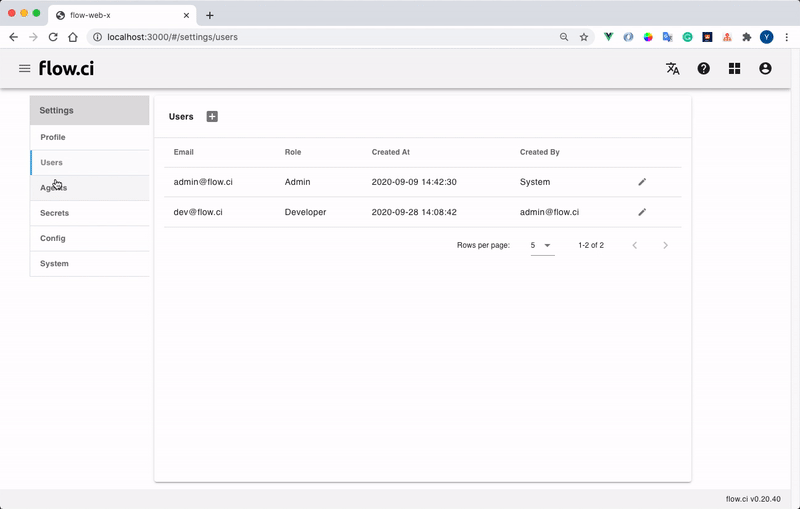 flow-web-x
localhost:3000/#/settings/users
Y
flow.ci
Settings
Profile
Users
Agents
Secrets
Config
System
Users
Email Role Created At Created By
admin@flow.ci Admin 2020-09-09 14:42:30 System
dev@flow.ci Developer 2020-09-28 14:08:42 admin@flow.ci
Rows per page: 5 1-2 of 2
flow.ci v0.20.40